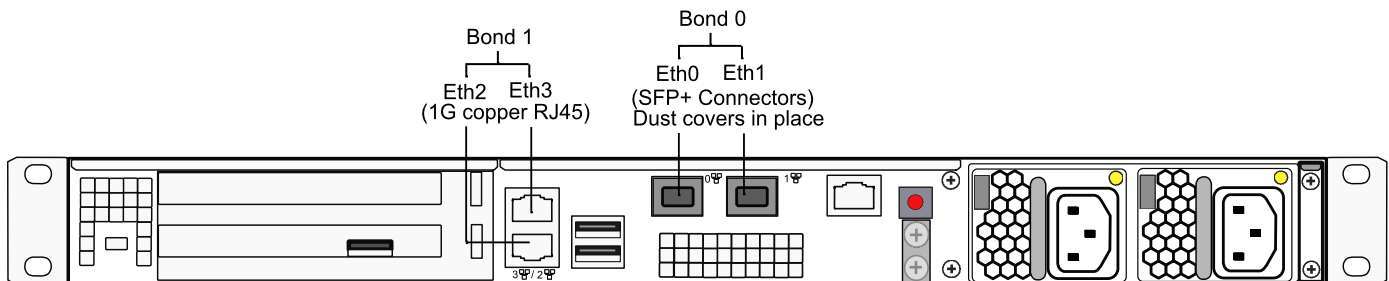 Bond 0
Bond 1
Eth0 Eth1
Eth2 Eth3
(SFP+ Connectors)
(1G copper RJ45)
Dust covers in place
0 1
3 / 2